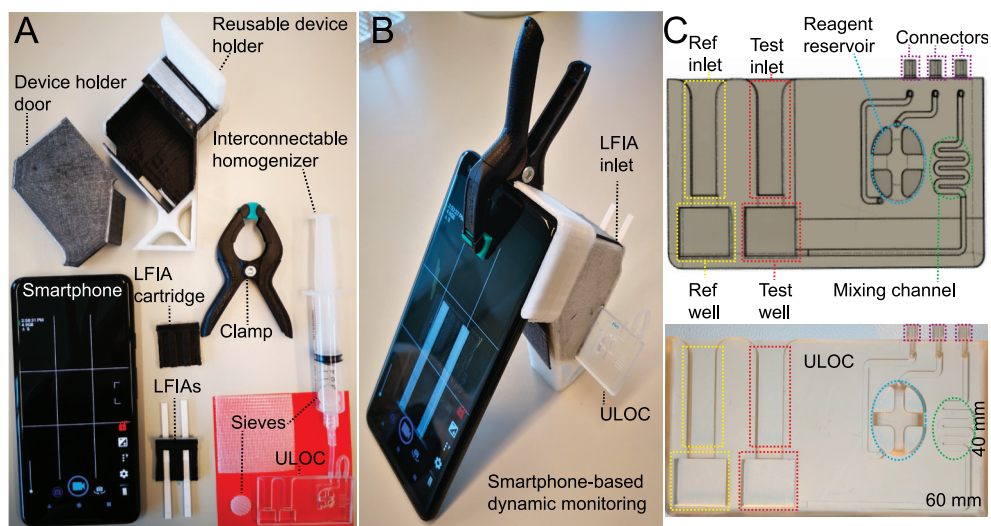 A
Reusable device
holder
Device holder
door
Interconnectable
homogenizer
Smartphone
LFIA
cartridge
Clamp
LFIAs
Sieves
ULOC
B
LFIA
inlet
ULOC
Smartphone-based
dynamic monitoring
C
Ref
inlet
Test
inlet
Reagent
reservoir
Connectors
Ref
well
Test
well
Mixing channel
ULOC
40 mm
60 mm